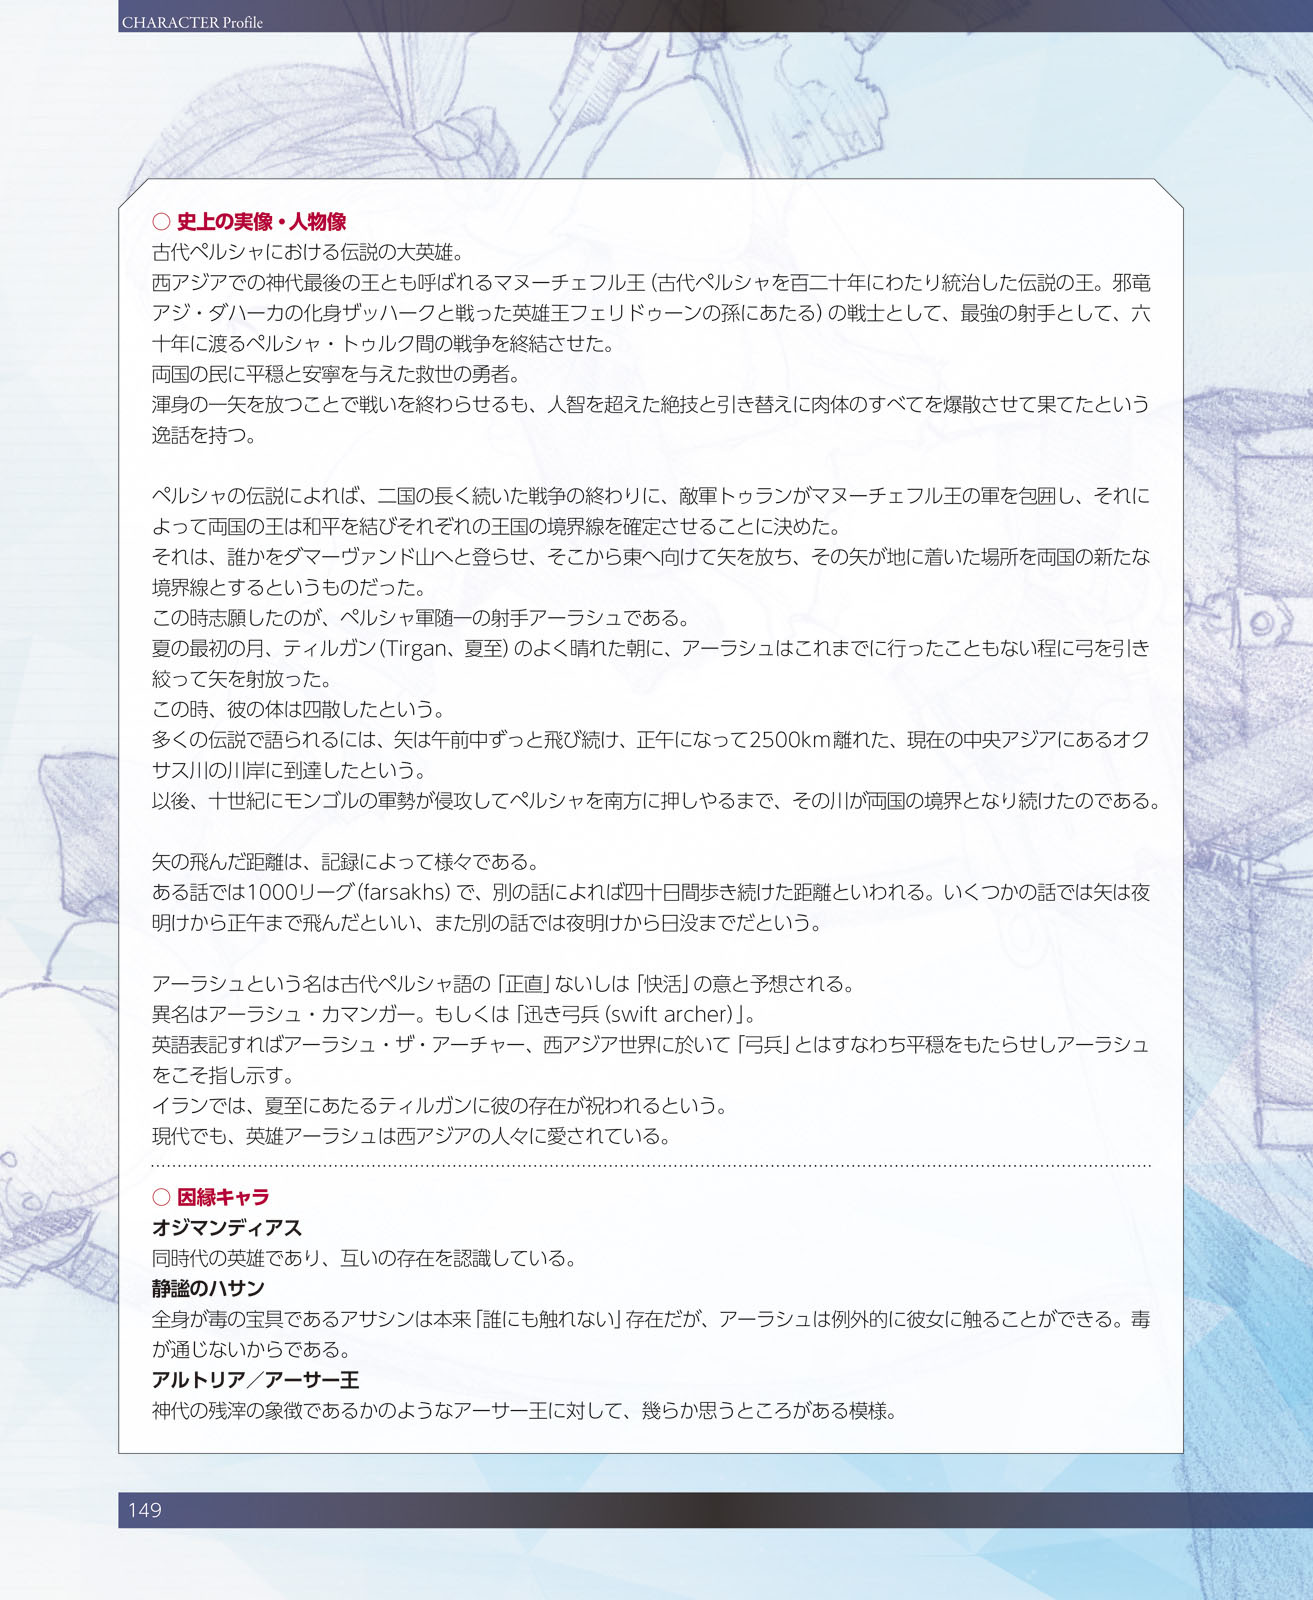 CHARACTER Profile
○ 史上の実像・人物像
古代ペルシャにおける伝説の大英雄。
西アジアでの神代最後の王とも呼ばれるマヌーチェフル王（古代ペルシャを百二十年にわたり統治した伝説の王。邪竜
アジ・ダハーカの化身ザッハークと戦った英雄王フェリドゥーンの孫にあたる）の戦士として、最強の射手として、六
十年に渡るペルシャ・トゥルク間の戦争を終結させた。
両国の民に平穏と安寧を与えた救世の勇者。
渾身の一矢を放つことで戦いを終わらせるも、人智を超えた絶技と引き替えに肉体のすべてを爆散させて果てたという
逸話を持つ。
ペルシャの伝説によれば、二国の長く続いた戦争の終わりに、敵軍トゥランがマヌーチェフル王の軍を包囲し、それに
よって両国の王は和平を結びそれぞれの王国の境界線を確定させることに決めた。
それは、誰かをダマーヴァンド山へと登らせ、そこから東へ向けて矢を放ち、その矢が地に着いた場所を両国の新たな
境界線とするというものだった。
この時志願したのが、ペルシャ軍随一の射手アーラシュである。
夏の最初の月、ティルガン（Tirgan、夏至）のよく晴れた朝に、アーラシュはこれまでに行ったこともない程に弓を引き
絞って矢を射放った。
この時、彼の体は四散したという。
多くの伝説で語られるには、矢は午前中ずっと飛び続け、正午になって2500km離れた、現在の中央アジアにあるオク
サス川の川岸に到達したという。
以後、十世紀にモンゴルの軍勢が侵攻してペルシャを南方に押しやるまで、その川が両国の境界となり続けたのである。
矢の飛んだ距離は、記録によって様々である。
ある話では1000リーグ（farsakhs）で、別の話によれば四十日間歩き続けた距離といわれる。いくつかの話では矢は夜
明けから正午まで飛んだといい、また別の話では夜明けから日没までだという。
アーラシュという名は古代ペルシャ語の「正直」ないしは「快活」の意と予想される。
異名はアーラシュ・カマンガー。もしくは「迅き弓兵（swift archer）」。
英語表記すればアーラシュ・ザ・アーチャー、西アジア世界に於いて「弓兵」とはすなわち平穏をもたらせしアーラシュ
をこそ指し示す。
イランでは、夏至にあたるティルガンに彼の存在が祝われるという。
現代でも、英雄アーラシュは西アジアの人々に愛されている。
○ 因縁キャラ
オジマンディアス
同時代の英雄であり、互いの存在を認識している。
静謐のハサン
全身が毒の宝具であるアサシンは本来「誰にも触れない」存在だが、アーラシュは例外的に彼女に触ることができる。毒
が通じないからである。
アルトリア／アーサー王
神代の残滓の象徴であるかのようなアーサー王に対して、幾らか思うところがある模様。
149